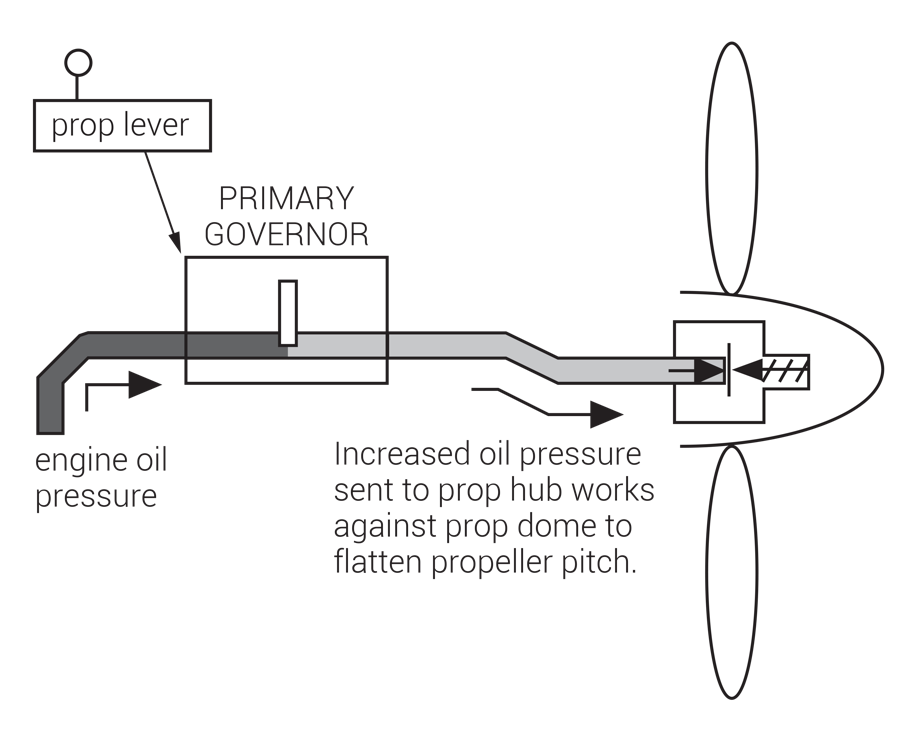 prop lever
PRIMARY
GOVERNOR
engine oil
pressure
Increased oil pressure
sent to prop hub works
against prop dome to
flatten propeller pitch.